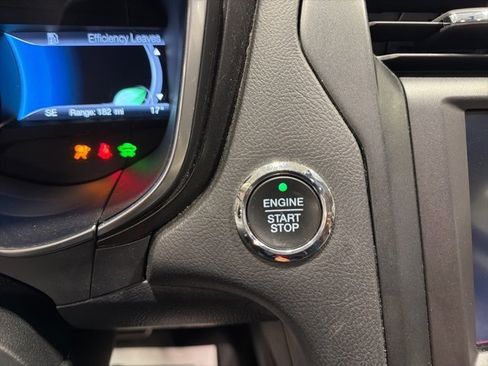 Efficiency Leaves
SE Range: 182 mi 17°
ENGINE
START
STOP